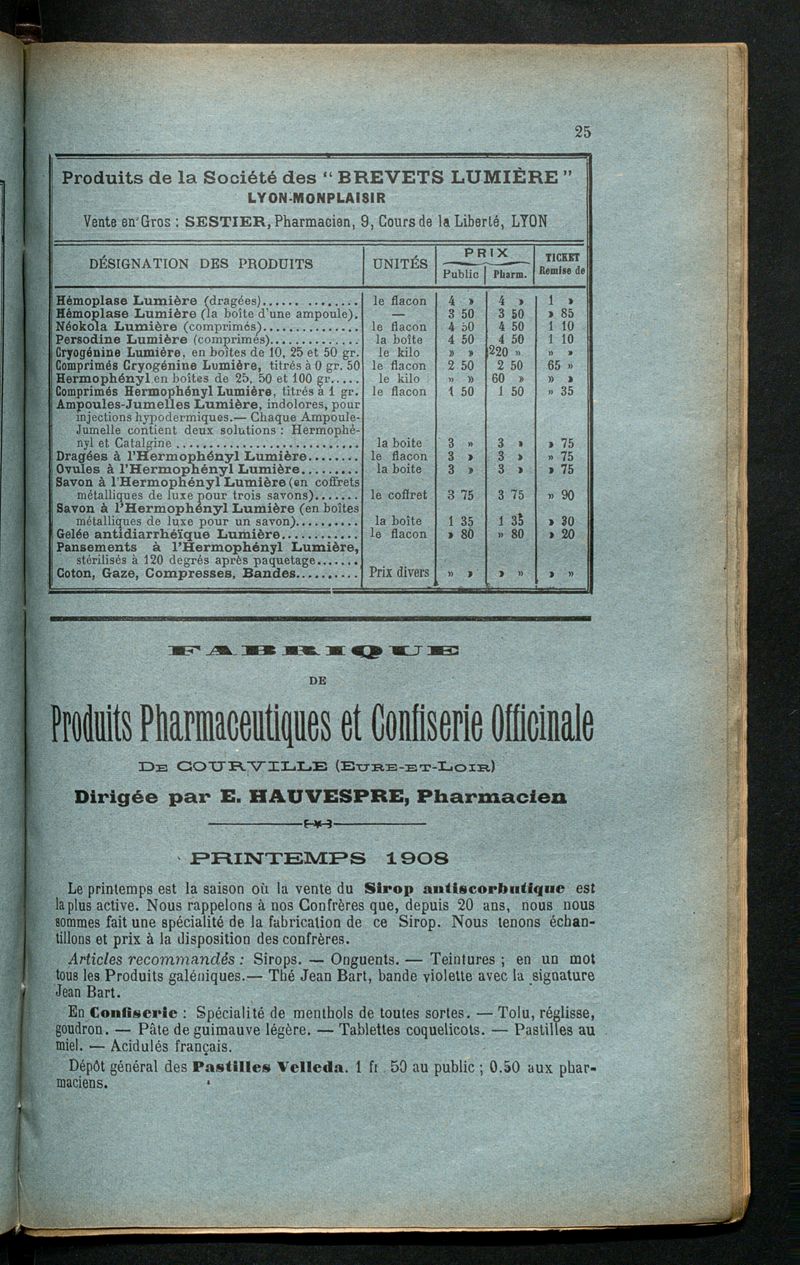 25
Produits de la Société des “ BREVETS LUMIÈRE ”
LYON-MONPLAISIR
Vente en Gros : SESTIER, Pharmacien, 9, Cours de la Liberté, LYON
DÉSIGNATION DES PRODUITS UNITÉS PRIX Public Pharm. TICKET Remise de
Hémoplase Lumière (dragées)............... le flacon 4 » 4 » 1 »
Hémoplase Lumière (la boîte d'une ampoule). — 3 50 3 50 » 85
Néokola Lumière (comprimés)............... le flacon 4 50 4 50 1 10
Persodine Lumière (comprimés).............. la boîte 4 50 4 50 1 10
Cryogénine Lumière, en boîtes de 10, 25 et 50 gr. le kilo » » 220 » » »
Comprimés Cryogénine Lumière, titrés à 0 gr. 50 le flacon 2 50 2 50 65 »
Hermophényl en boîtes de 25, 50 et 100 gr..... le kilo » » 60 » » »
Comprimés Hermophényl Lumière, titrés à 1 gr. le flacon 1 50 1 50 » 35
Ampoules-Jumelles Lumière, indolores, pour
injections hypodermiques.— Chaque Ampoule-
Jumelle contient deux solutions : Hermophé-
nyl et Catalgine............................ la boîte 3 » 3 » » 75
Dragées à l'Hermophényl Lumière........ le flacon 3 » 3 » » 75
Ovules à l'Hermophényl Lumière......... la boîte 3 » 3 » » 75
Savon à l'Hermophényl Lumière (en coffrets
métalliques de luxe pour trois savons)....... le coffret 3 75 3 75 » 90
Savon à l'Hermophényl Lumière (en boîtes
métalliques de luxe pour un savon).......... la boîte 1 35 1 35 » 30
Gelée antidiarrhéïque Lumière............ le flacon » 80 » 80 » 20
Pansements à l'Hermophényl Lumière,
stérilisés à 120 degrés après paquetage.......
Coton, Gaze, Compresses, Bandes.......... Prix divers » » » » » »
FABRIQUE
DE
Produits Pharmaceutiques et Confiserie Officinale
DE COURVILLE (EURE-ET-LOIR)
Dirigée par E. HAUVESPRE, Pharmacien
PRINTEMPS 1908
Le printemps est la saison où la vente du Sirop antiscorbutique est
la plus active. Nous rappelons à nos Confrères que, depuis 20 ans, nous nous
sommes fait une spécialité de la fabrication de ce Sirop. Nous tenons échan-
tillons et prix à la disposition des confrères.
Articles recommandés : Sirops. — Onguents. — Teintures ; en un mot
tous les Produits galéniques.— Thé Jean Bart, bande violette avec la signature
Jean Bart.
En Confiserie : Spécialité de menthols de toutes sortes. — Tolu, réglisse,
goudron. — Pâte de guimauve légère. — Tablettes coquelicots. — Pastilles au
miel. — Acidulés français.
Dépôt général des Pastilles Velleda. 1 fr. 50 au public ; 0.50 aux phar-
maciens.